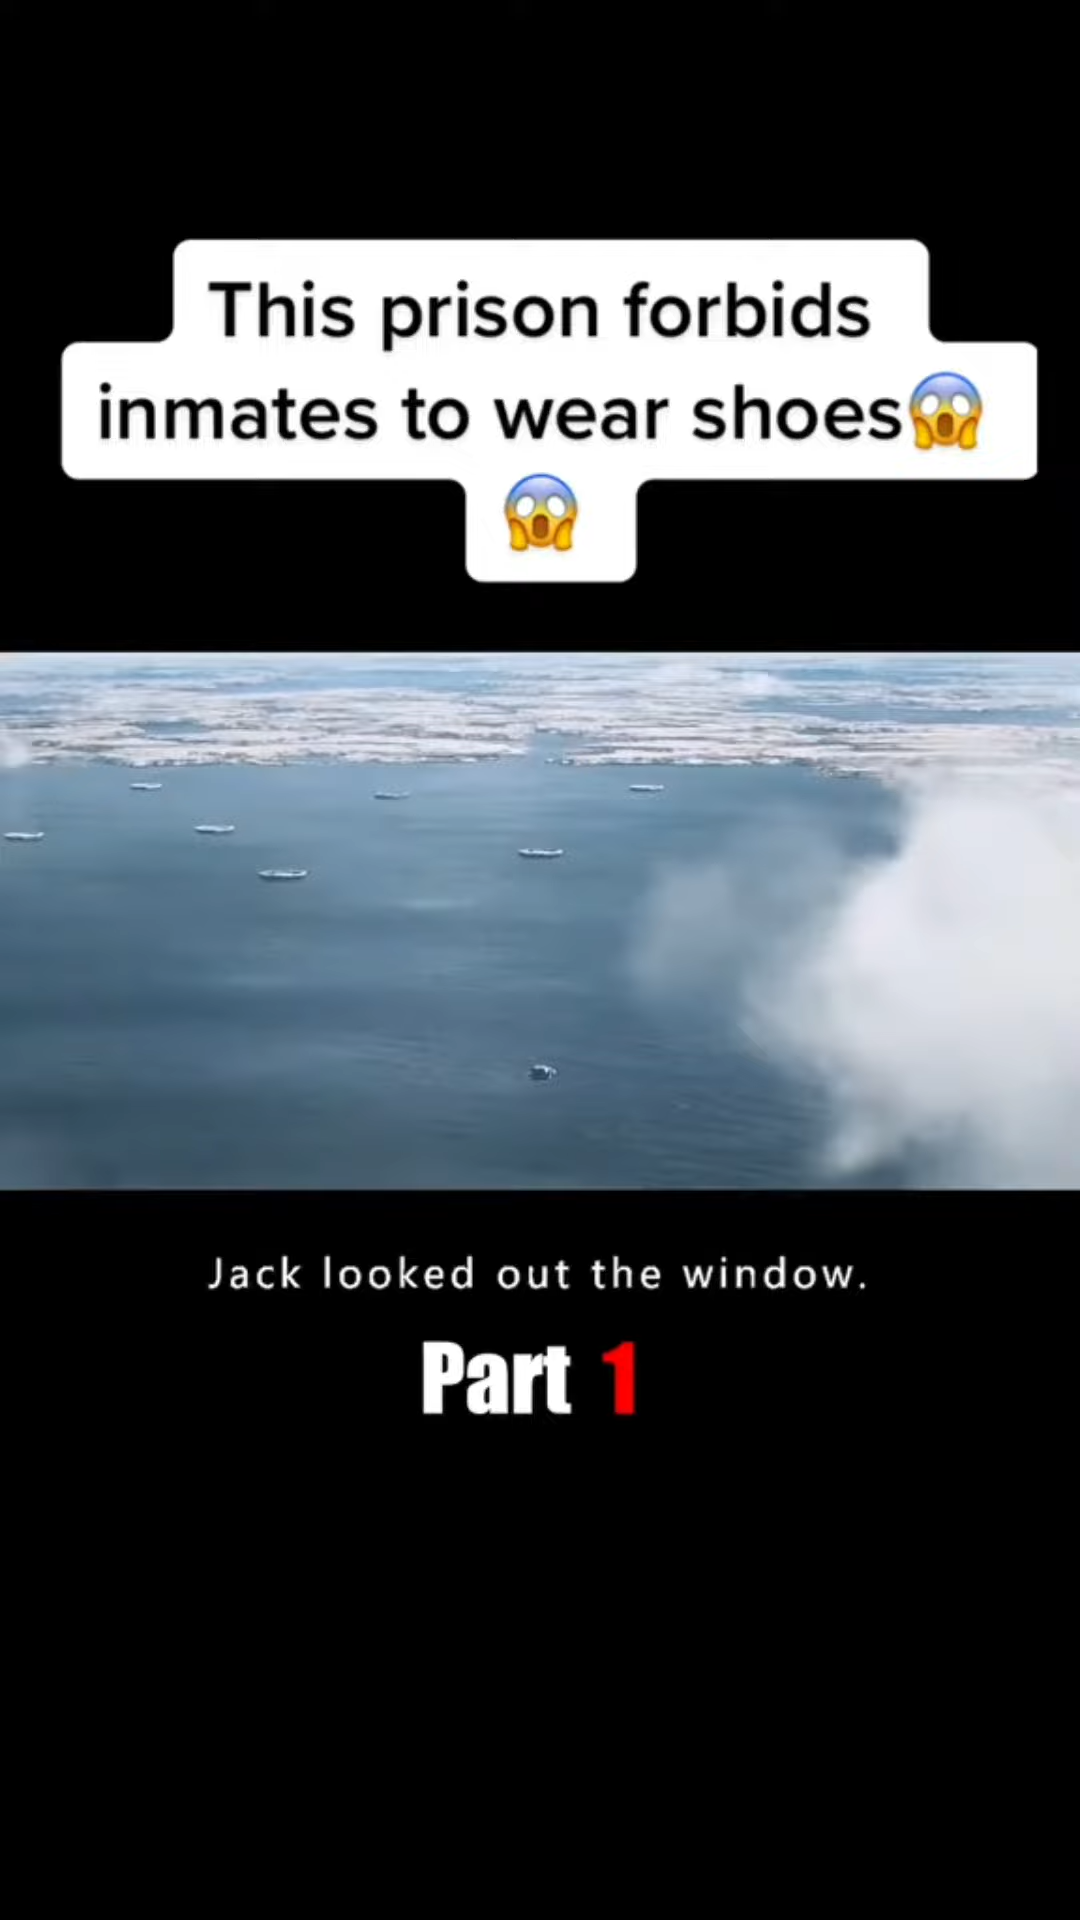 This prison forbids
inmates to wear shoes😱
😱
Jack looked out the window.
Part 1